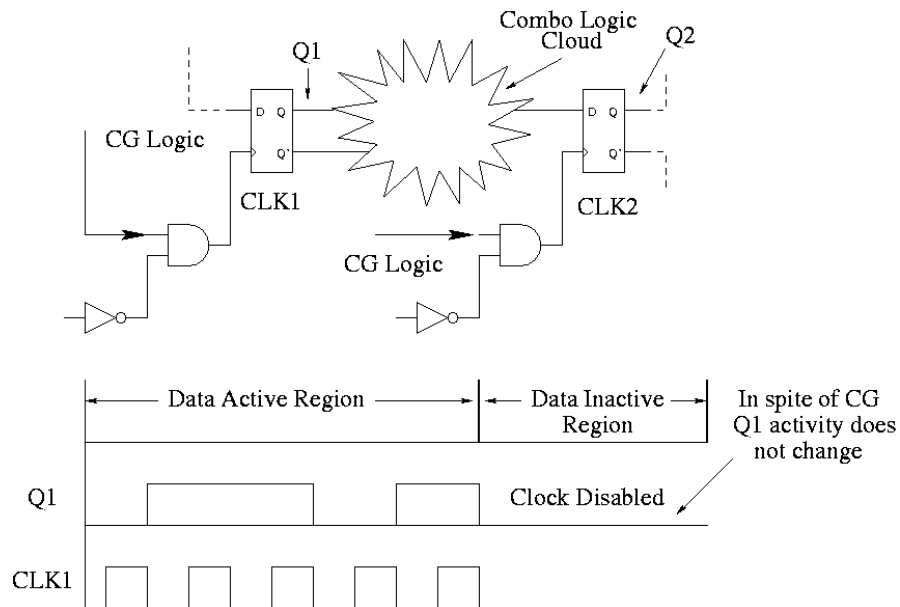 Combo Logic
Cloud
Q1
Q2
D Q
Q'
D Q
Q'
CG Logic
CLK1
CLK2
CG Logic
Data Active Region
Data Inactive
Region
In spite of CG
Q1 activity does
not change
Q1
Clock Disabled
CLK1